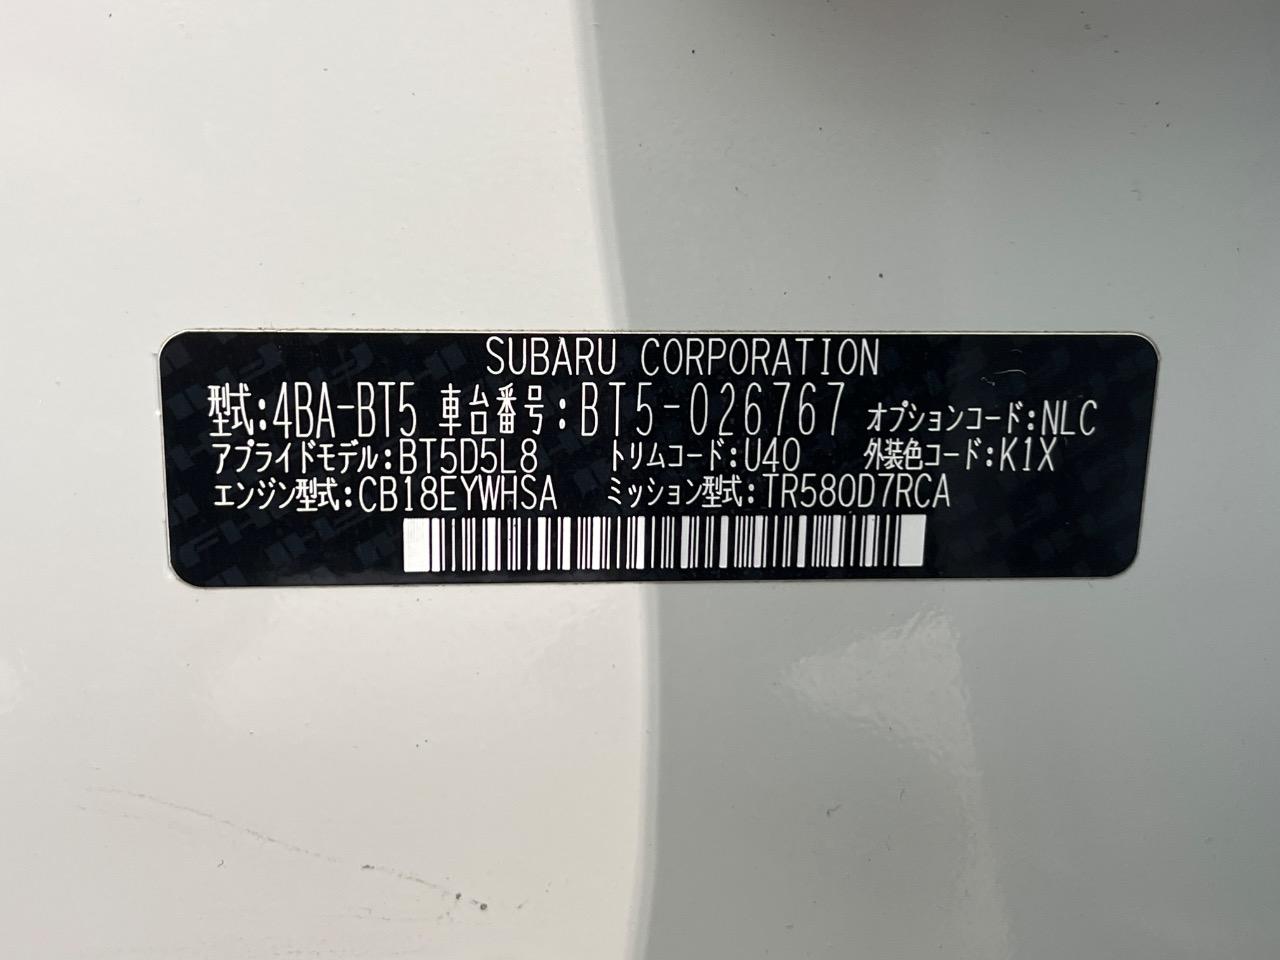 SUBARU CORPORATION
型式:4BA-BT5 車台番号:BT5-026767 オプションコード:NLC
アプライドモデル:BT5D5L8 トリムコード:U40 外装色コード:K1X
エンジン型式:CB18EYWHSA ミッション型式:TR580D7RCA